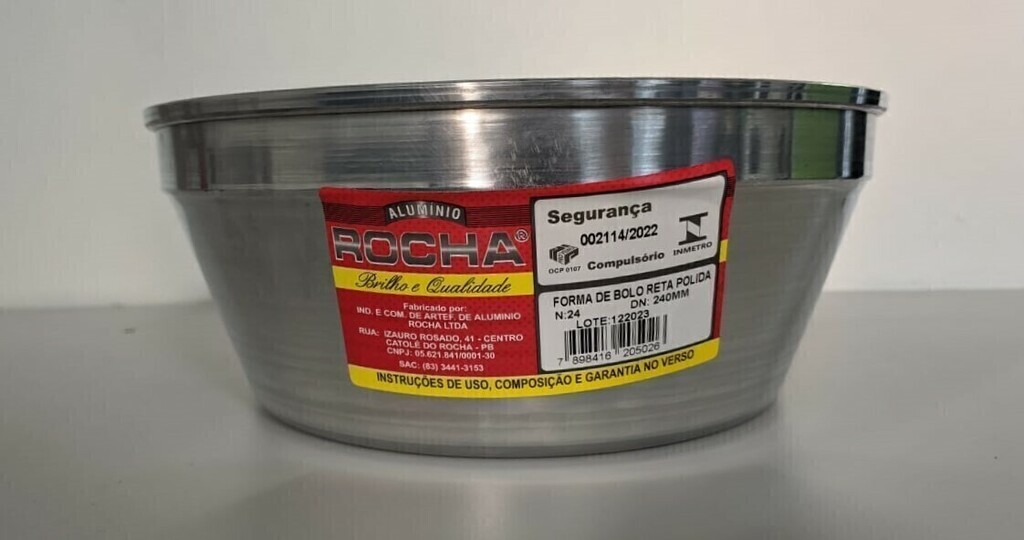 ALUMÍNIO
ROCHA®
Brilho e Qualidade
Fabricado por:
IND. E COM. DE ARTEF. DE ALUMINIO
ROCHA LTDA
RUA: IZAURO ROSADO, 41 - CENTRO
CATOLÉ DO ROCHA - PB
CNPJ: 05.621.841/0001-30
SAC: (83) 3441-3153
Segurança
002114/2022
OCP 0107
Compulsório
INMETRO
FORMA DE BOLO RETA POLIDA
N:24 DN: 240MM
LOTE:122023
7 898416 205026
INSTRUÇÕES DE USO, COMPOSIÇÃO E GARANTIA NO VERSO